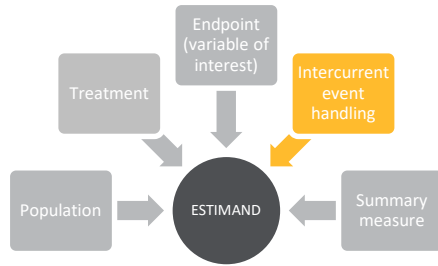 Endpoint
(variable of
interest)
Treatment
Intercurrent
event
handling
Population
ESTIMAND
Summary
measure